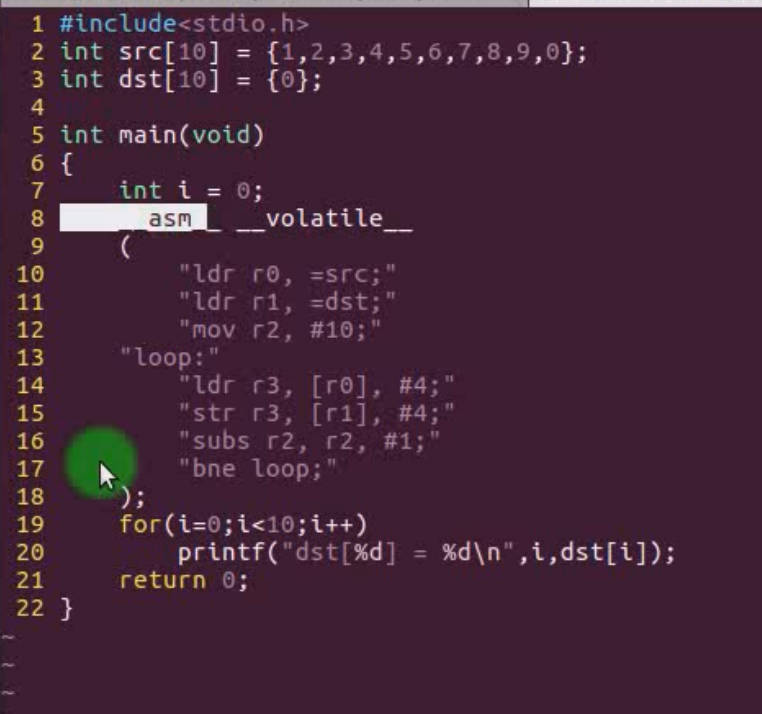 1 #include<stdio.h>
2 int src[10] = {1,2,3,4,5,6,7,8,9,0};
3 int dst[10] = {0};
4
5 int main(void)
6 {
7     int i = 0;
8     __asm__ __volatile__
9     (
10         "ldr r0, =src;"
11         "ldr r1, =dst;"
12         "mov r2, #10;"
13     "loop:"
14         "ldr r3, [r0], #4;"
15         "str r3, [r1], #4;"
16         "subs r2, r2, #1;"
17         "bne loop;"
18     );
19     for(i=0;i<10;i++)
20         printf("dst[%d] = %d\n",i,dst[i]);
21     return 0;
22 }
~
~
~